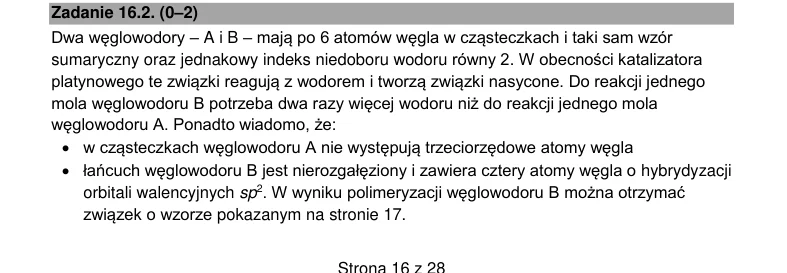 Zadanie 16.2. (0–2)
Dwa węglowodory – A i B – mają po 6 atomów węgla w cząsteczkach i taki sam wzór
sumaryczny oraz jednakowy indeks niedoboru wodoru równy 2. W obecności katalizatora
platynowego te związki reagują z wodorem i tworzą związki nasycone. Do reakcji jednego
mola węglowodoru B potrzeba dwa razy więcej wodoru niż do reakcji jednego mola
węglowodoru A. Ponadto wiadomo, że:
• w cząsteczkach węglowodoru A nie występują trzeciorzędowe atomy węgla
• łańcuch węglowodoru B jest nierozgałęziony i zawiera cztery atomy węgla o hybrydyzacji
orbitali walencyjnych sp². W wyniku polimeryzacji węglowodoru B można otrzymać
związek o wzorze pokazanym na stronie 17.
Strona 16 z 28